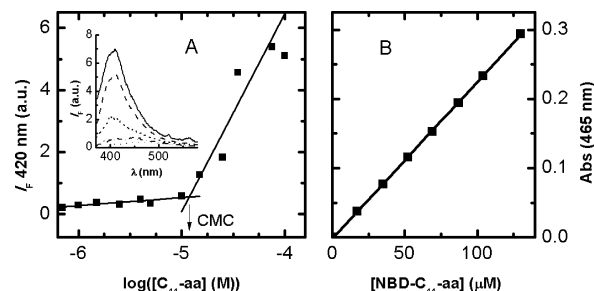 A
B
I_F 420 nm (a.u.)
6
4
2
0
-6
-5
-4
log([C₁₁-aa] (M))
CMC
I_F (a.u.)
8
6
4
2
0
400
500
λ (nm)
0
50
100
[NBD-C₁₁-aa] (μM)
0.3
0.2
0.1
0.0
Abs (465 nm)